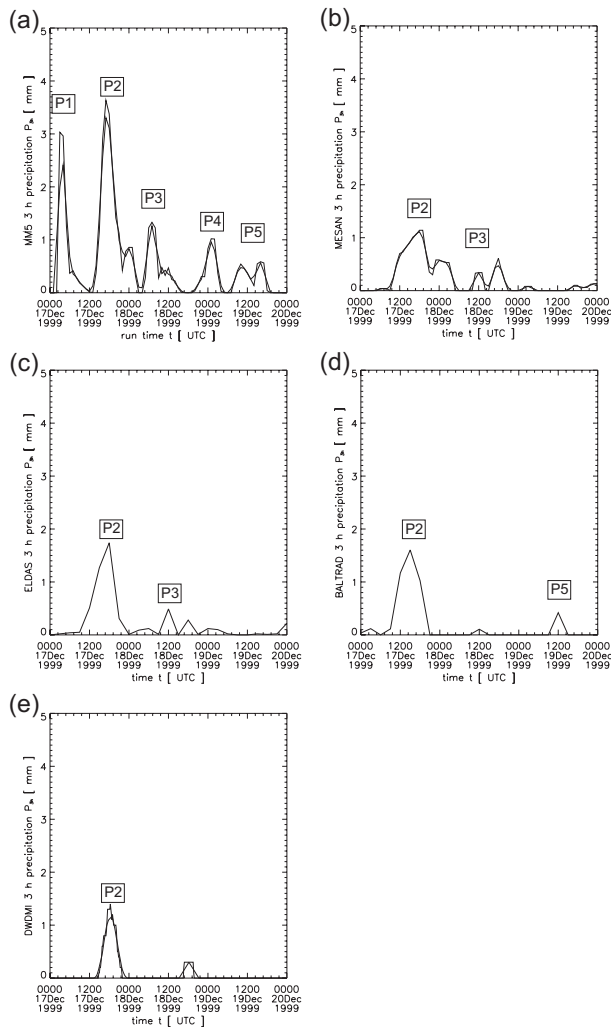 (a)
MM5 3 h precipitation P3h [ mm ]
5
4
3
2
1
0
P1
P2
P3
P4
P5
0000 1200 0000 1200 0000 1200 0000
17Dec 17Dec 18Dec 18Dec 19Dec 19Dec 20Dec
1999 1999 1999 1999 1999 1999 1999
run time t [ UTC ]
(b)
MESAN 3 h precipitation P3h [ mm ]
5
4
3
2
1
0
P2
P3
0000 1200 0000 1200 0000 1200 0000
17Dec 17Dec 18Dec 18Dec 19Dec 19Dec 20Dec
1999 1999 1999 1999 1999 1999 1999
time t [ UTC ]
(c)
ELDAS 3 h precipitation P3h [ mm ]
5
4
3
2
1
0
P2
P3
0000 1200 0000 1200 0000 1200 0000
17Dec 17Dec 18Dec 18Dec 19Dec 19Dec 20Dec
1999 1999 1999 1999 1999 1999 1999
time t [ UTC ]
(d)
BALTRAD 3 h precipitation P3h [ mm ]
5
4
3
2
1
0
P2
P5
0000 1200 0000 1200 0000 1200 0000
17Dec 17Dec 18Dec 18Dec 19Dec 19Dec 20Dec
1999 1999 1999 1999 1999 1999 1999
time t [ UTC ]
(e)
DWDMI 3 h precipitation P3h [ mm ]
5
4
3
2
1
0
P2
0000 1200 0000 1200 0000 1200 0000
17Dec 17Dec 18Dec 18Dec 19Dec 19Dec 20Dec
1999 1999 1999 1999 1999 1999 1999
time t [ UTC ]